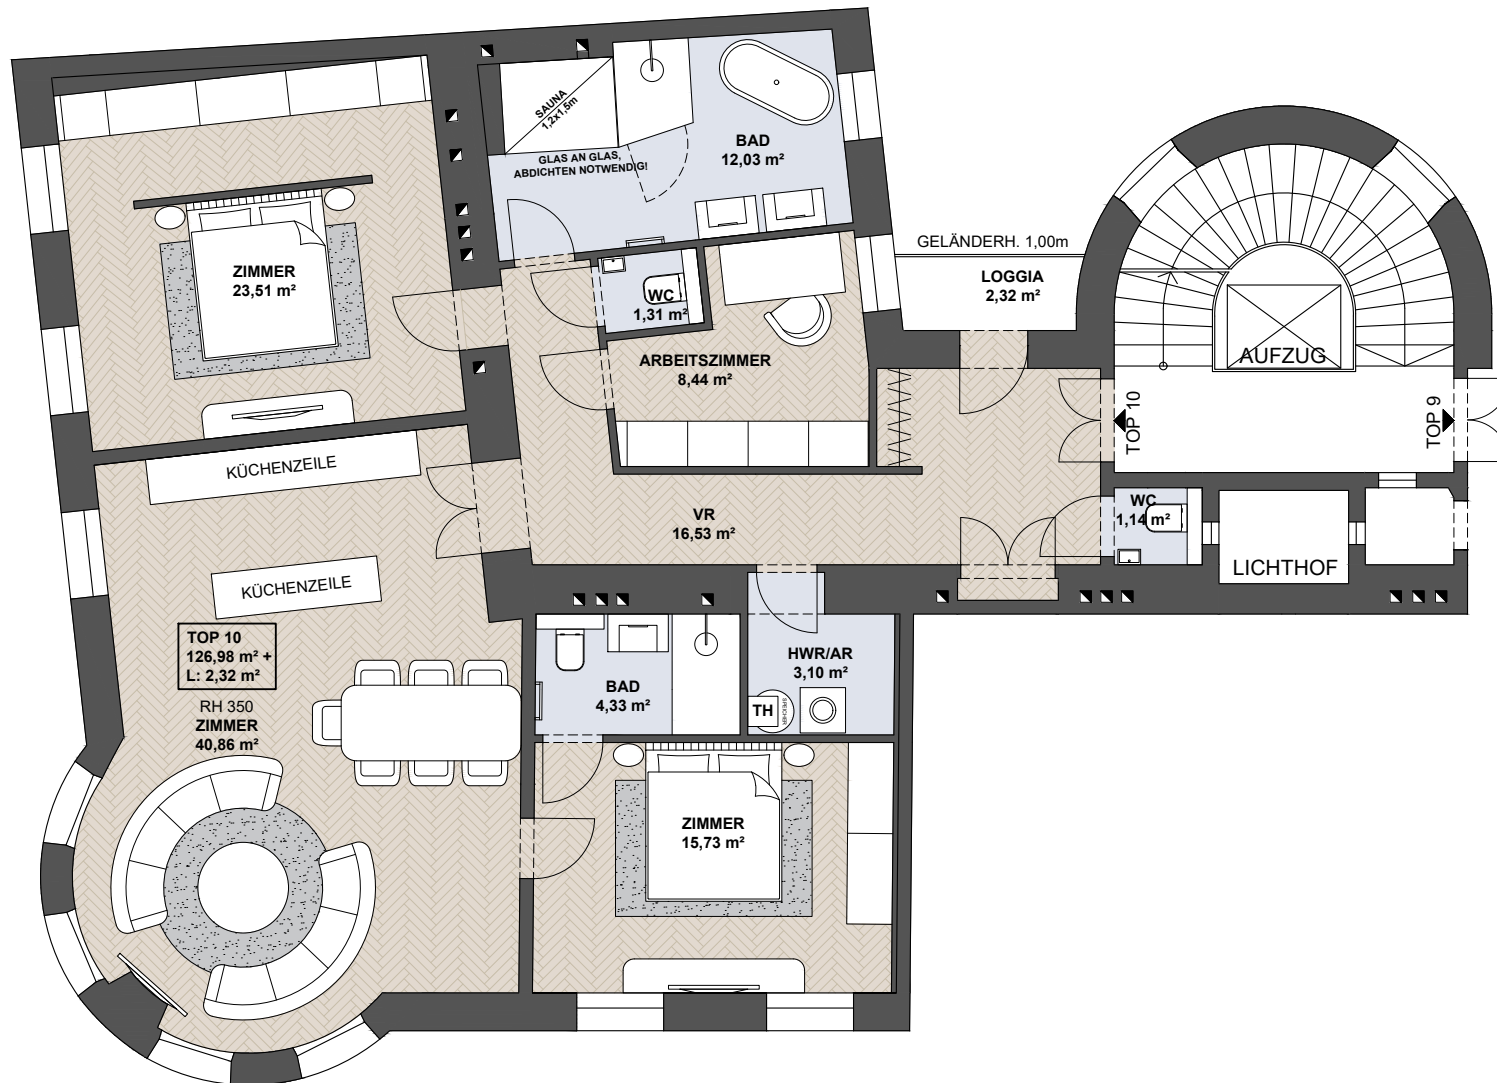 SAUNA
1,2x1,5m
GLAS AN GLAS,
ABDICHTEN NOTWENDIG!
BAD
12,03 m²
GELÄNDERH. 1,00m
LOGGIA
2,32 m²
ZIMMER
23,51 m²
WC
1,31 m²
ARBEITSZIMMER
8,44 m²
AUFZUG
TOP 10
TOP 9
KÜCHENZEILE
VR
16,53 m²
WC
1,14 m²
LICHTHOF
KÜCHENZEILE
TOP 10
126,98 m² +
L: 2,32 m²
RH 350
ZIMMER
40,86 m²
BAD
4,33 m²
HWR/AR
3,10 m²
TH
SPEICHER
ZIMMER
15,73 m²